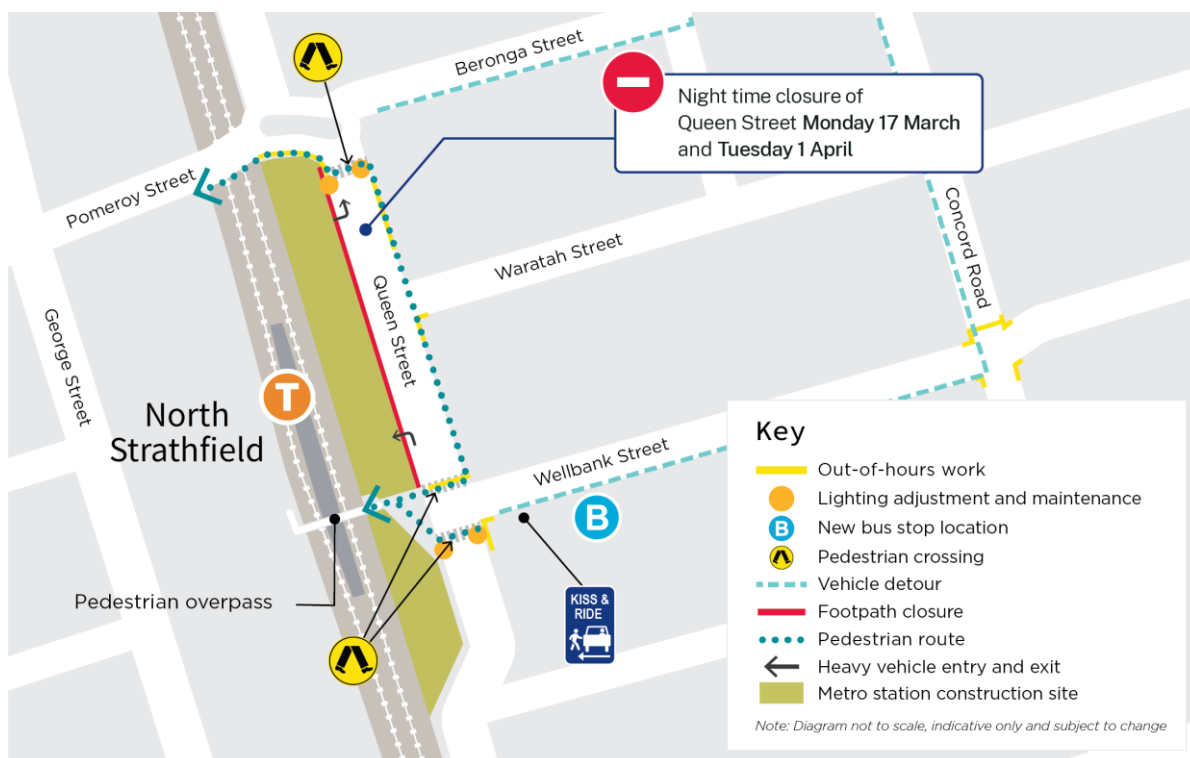 Beronga Street
Night time closure of
Queen Street Monday 17 March
and Tuesday 1 April
Pomeroy Street
Concord Road
Waratah Street
Queen Street
George Street
T
North
Strathfield
Wellbank Street
B
Pedestrian overpass
KISS &
RIDE
Key
Out-of-hours work
Lighting adjustment and maintenance
B
New bus stop location
Pedestrian crossing
Vehicle detour
Footpath closure
Pedestrian route
Heavy vehicle entry and exit
Metro station construction site
Note: Diagram not to scale, indicative only and subject to change